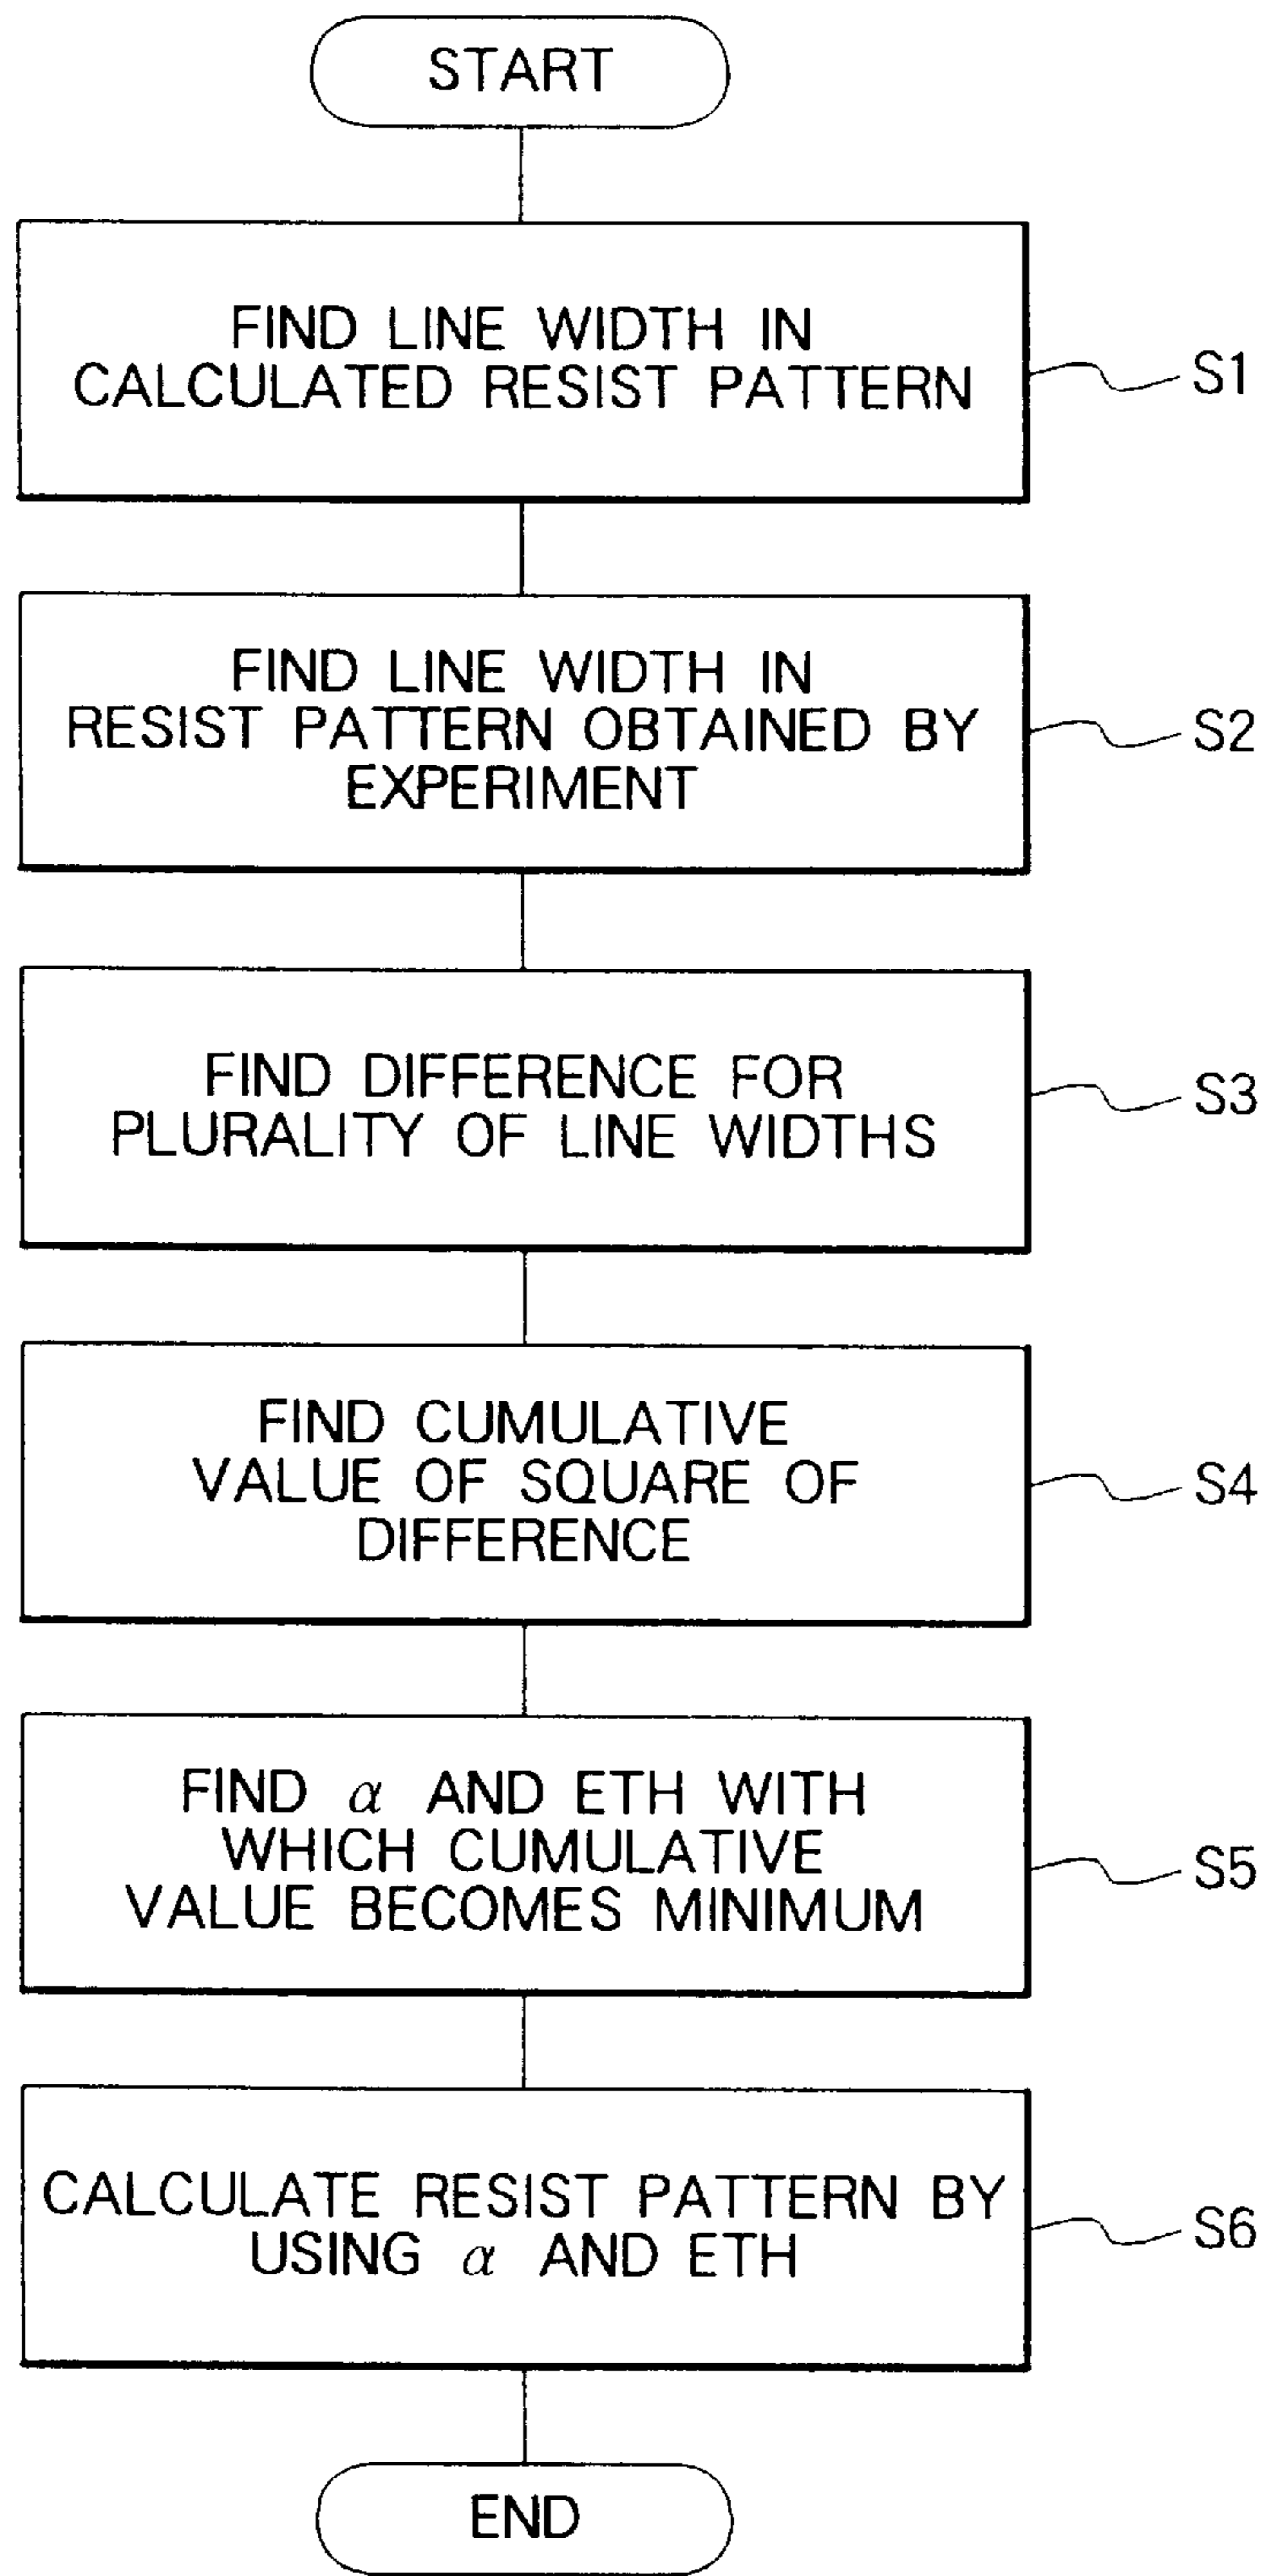 START
FIND LINE WIDTH IN
CALCULATED RESIST PATTERN
S1
FIND LINE WIDTH IN
RESIST PATTERN OBTAINED BY
EXPERIMENT
S2
FIND DIFFERENCE FOR
PLURALITY OF LINE WIDTHS
S3
FIND CUMULATIVE
VALUE OF SQUARE OF
DIFFERENCE
S4
FIND α AND ETH WITH
WHICH CUMULATIVE
VALUE BECOMES MINIMUM
S5
CALCULATE RESIST PATTERN BY
USING α AND ETH
S6
END